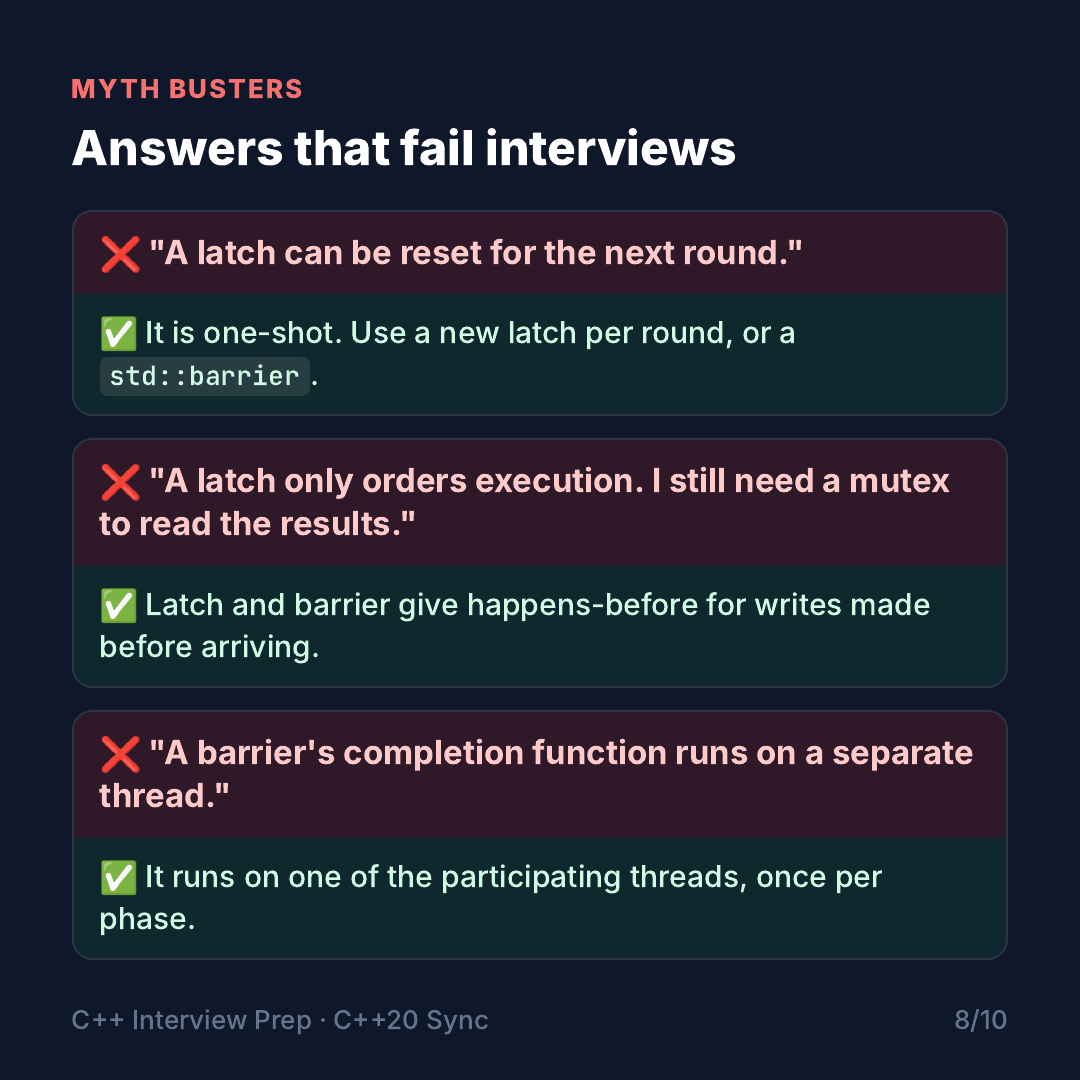 MYTH BUSTERS
Answers that fail interviews
❌ "A latch can be reset for the next round."
✅ It is one-shot. Use a new latch per round, or a
std::barrier.
❌ "A latch only orders execution. I still need a mutex
to read the results."
✅ Latch and barrier give happens-before for writes made
before arriving.
❌ "A barrier's completion function runs on a separate
thread."
✅ It runs on one of the participating threads, once per
phase.
C++ Interview Prep · C++20 Sync
8/10